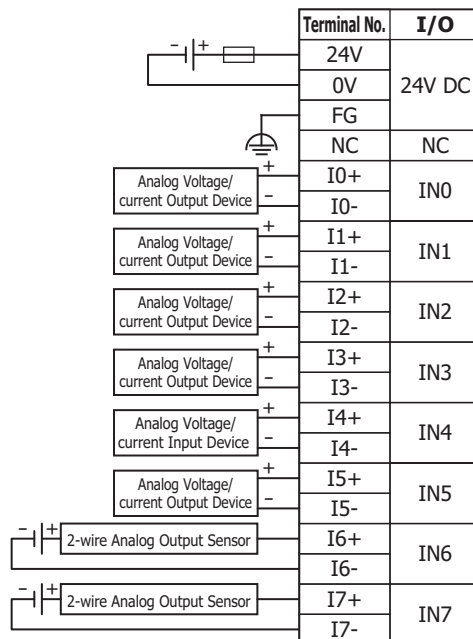 Terminal No. I/O
- + 24V
0V 24V DC
FG
NC NC
+ I0+
Analog Voltage/
current Output Device
IN0
- I0-
+ I1+
Analog Voltage/
current Output Device
IN1
- I1-
+ I2+
Analog Voltage/
current Output Device
IN2
- I2-
+ I3+
Analog Voltage/
current Output Device
IN3
- I3-
+ I4+
Analog Voltage/
current Input Device
IN4
- I4-
+ I5+
Analog Voltage/
current Output Device
IN5
- I5-
- + 2-wire Analog Output Sensor I6+
IN6
I6-
- + 2-wire Analog Output Sensor I7+
IN7
I7-